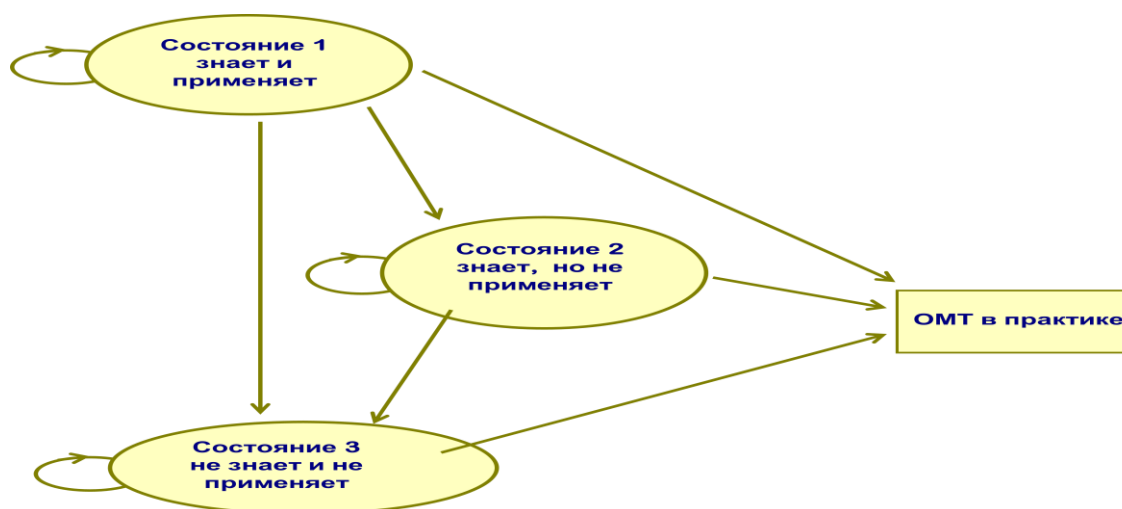 Состояние 1
знает и
применяет
Состояние 2
знает, но не
применяет
ОМТ в практике
Состояние 3
не знает и не
применяет